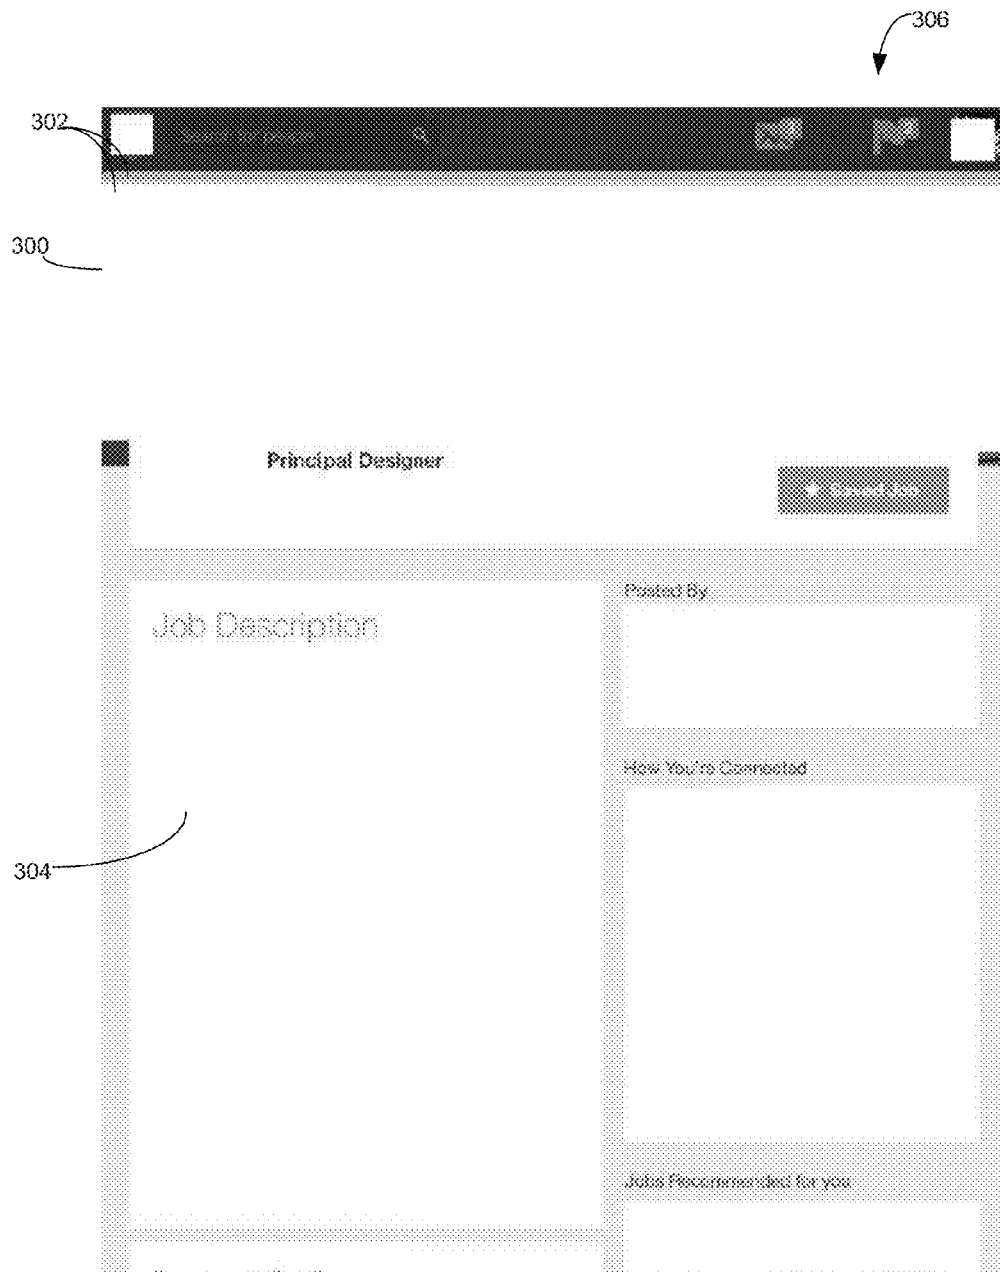 306
302
300
Principal Designer
Posted By
Job Description
How You're Connected
304
Jobs Recommended for you